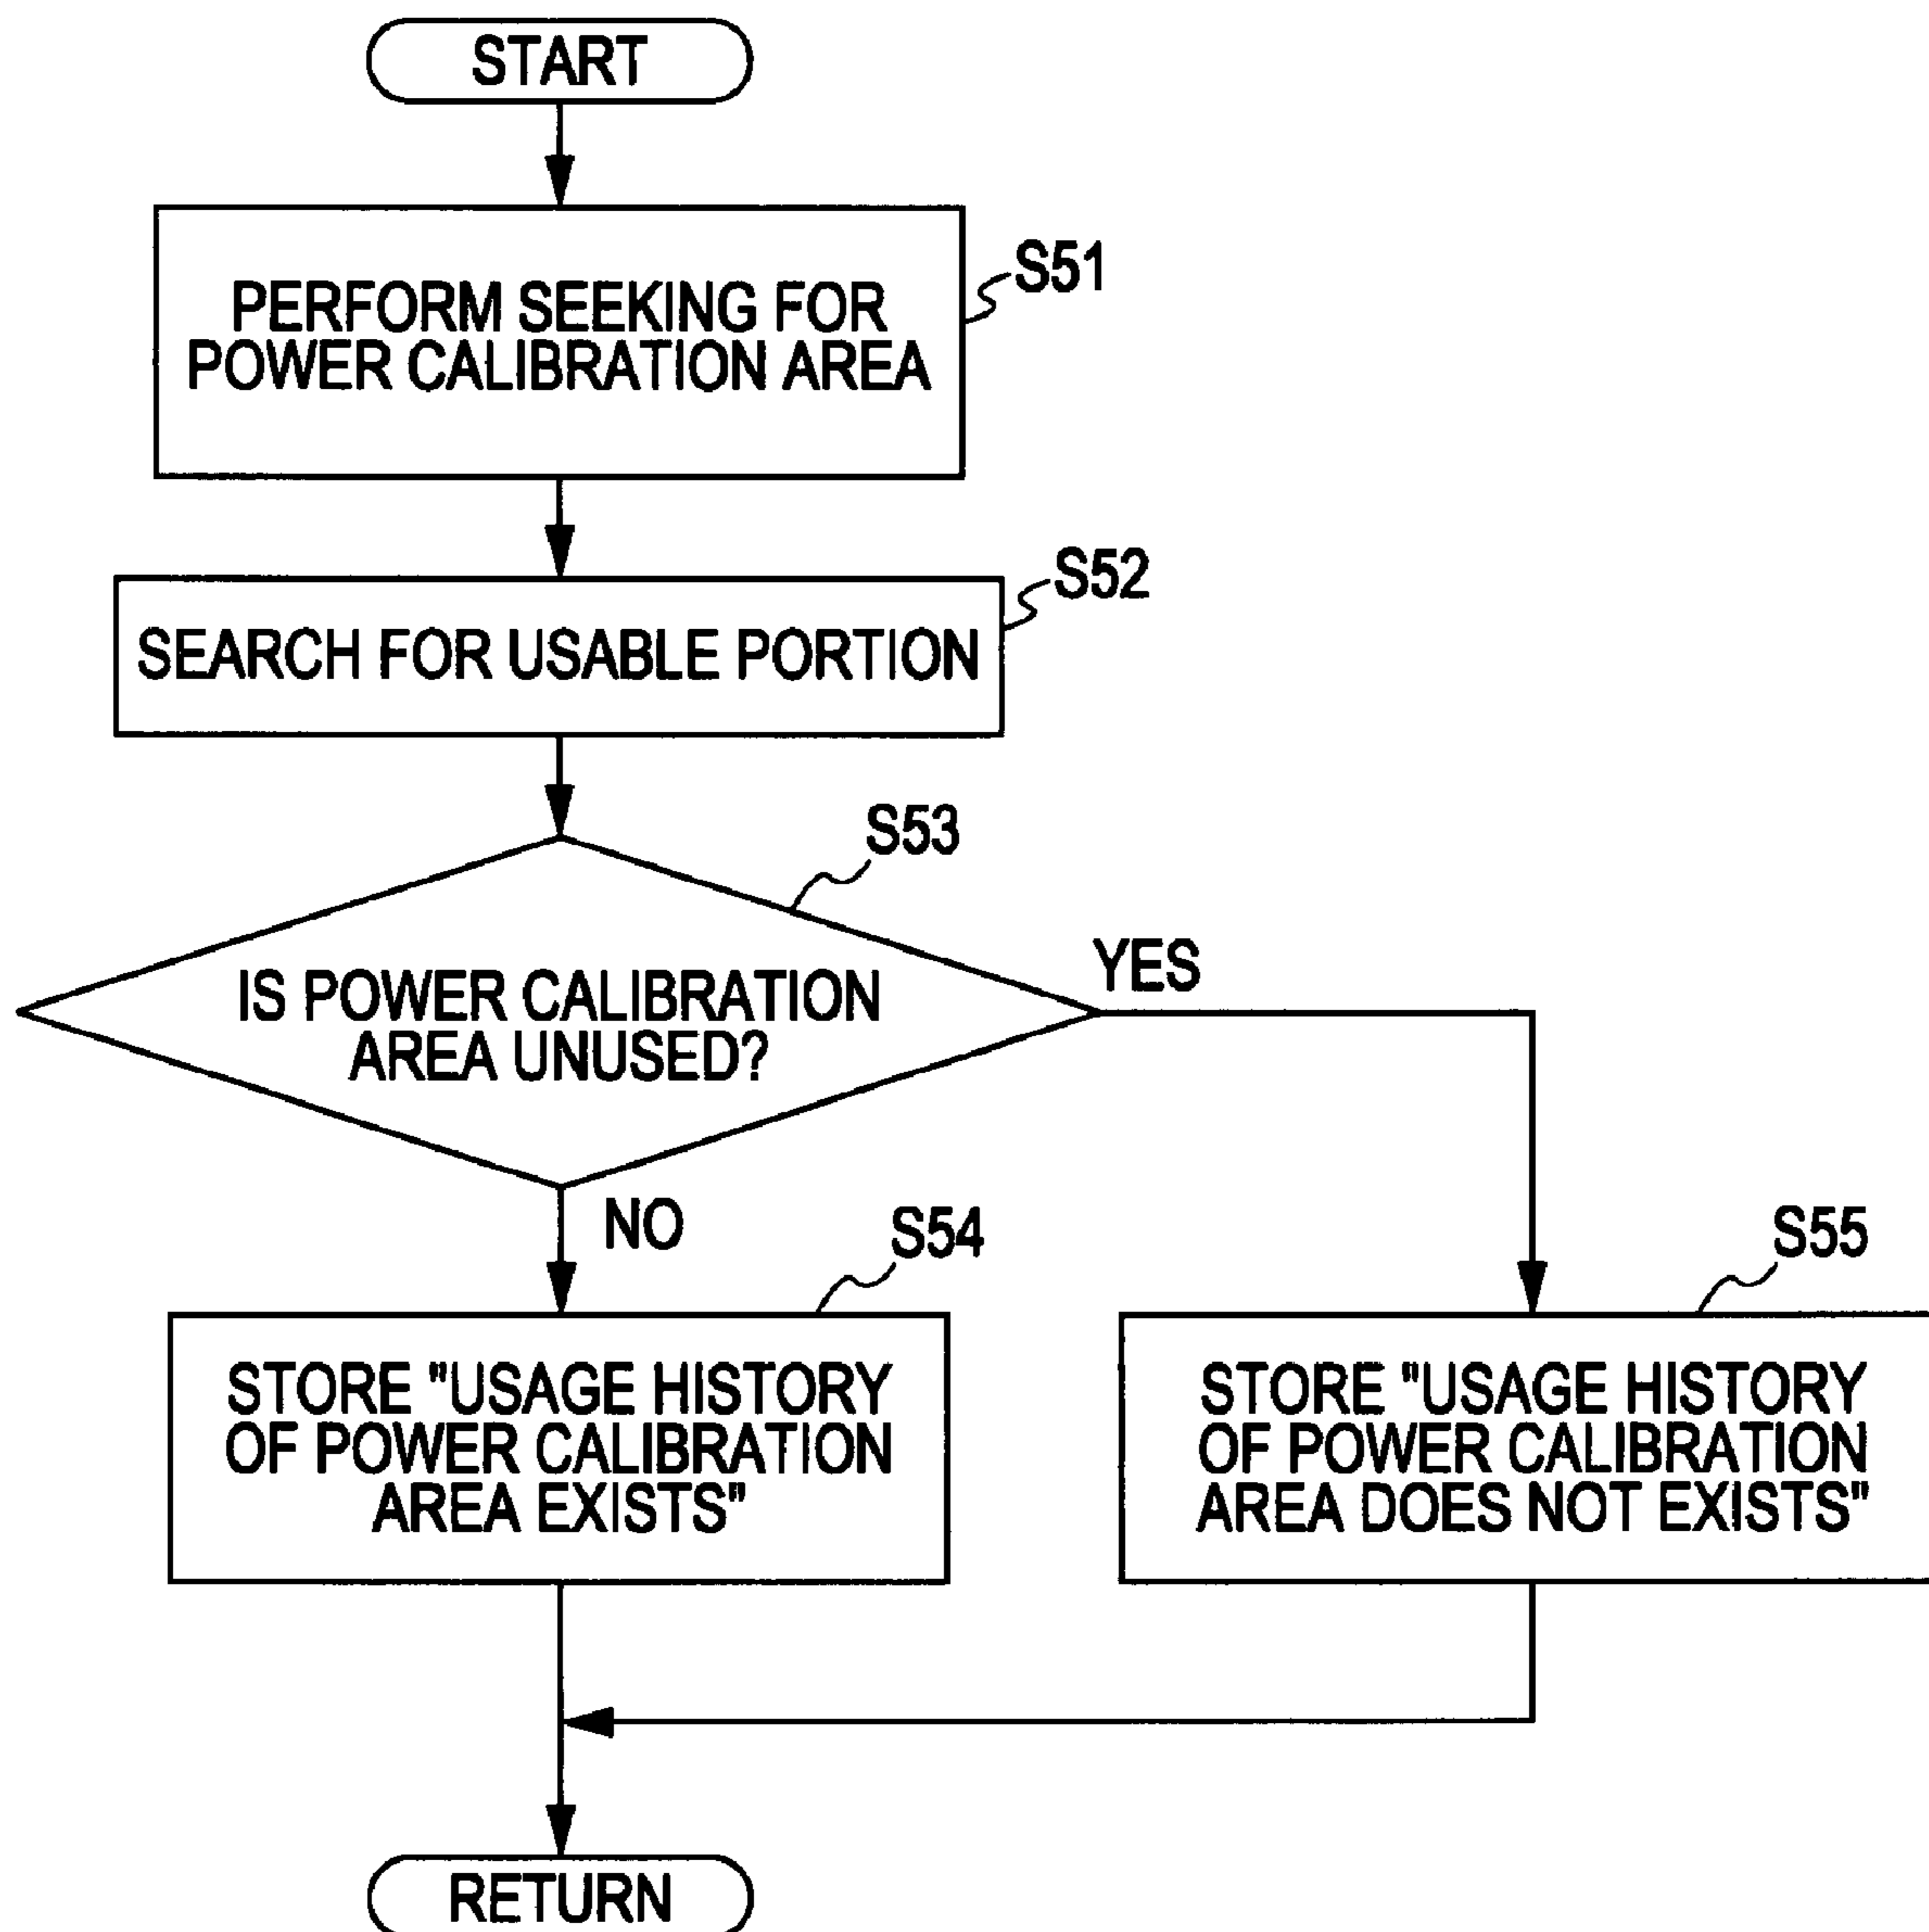 START
PERFORM SEEKING FOR
POWER CALIBRATION AREA
S51
SEARCH FOR USABLE PORTION
S52
S53
IS POWER CALIBRATION
AREA UNUSED?
YES
NO
S54
STORE "USAGE HISTORY
OF POWER CALIBRATION
AREA EXISTS"
S55
STORE "USAGE HISTORY
OF POWER CALIBRATION
AREA DOES NOT EXISTS"
RETURN